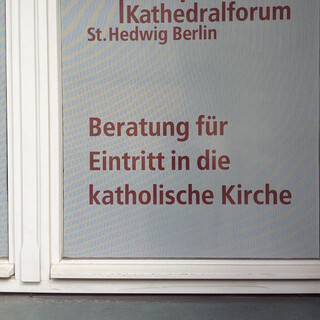 Kathedralforum
St. Hedwig Berlin
Beratung für
Eintritt in die
katholische Kirche